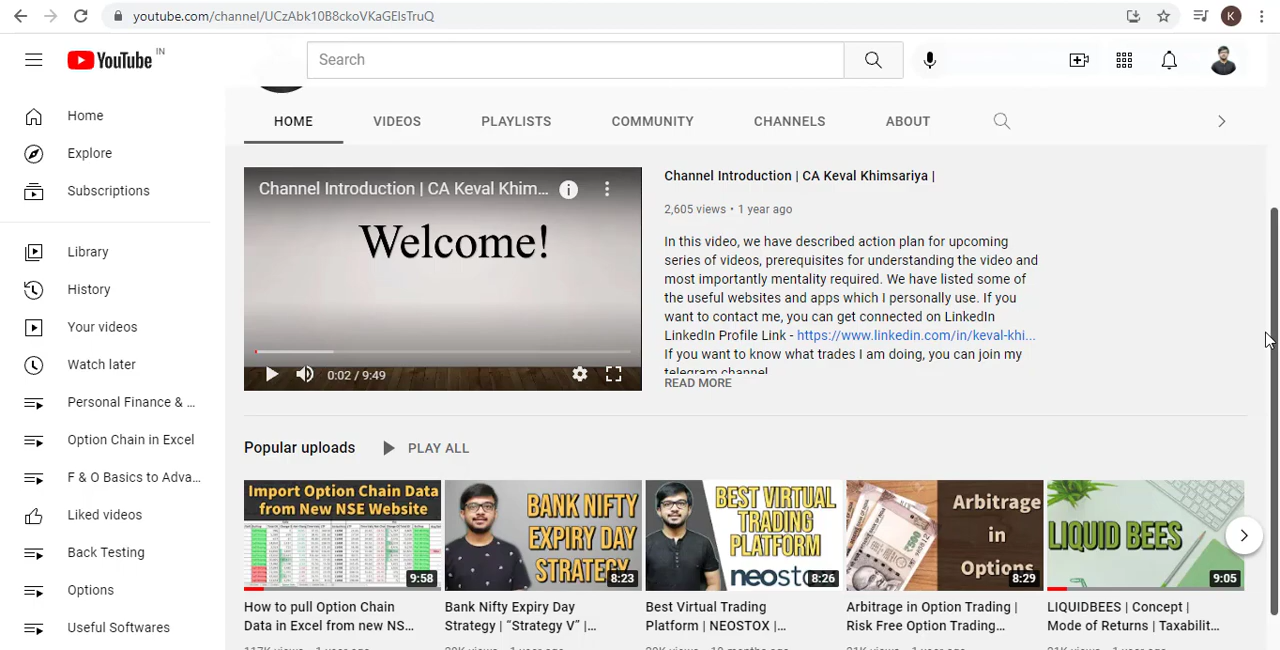 youtube.com/channel/UCzAbk10B8ckoVKaGElsTruQ
K
YouTube IN
Search
Home
Explore
Subscriptions
Library
History
Your videos
Watch later
Personal Finance & ...
Option Chain in Excel
F & O Basics to Adva...
Liked videos
Back Testing
Options
Useful Softwares
HOME VIDEOS PLAYLISTS COMMUNITY CHANNELS ABOUT
Channel Introduction | CA Keval Khim...
Welcome!
0:02 / 9:49
Channel Introduction | CA Keval Khimsariya |
2,605 views • 1 year ago
In this video, we have described action plan for upcoming
series of videos, prerequisites for understanding the video and
most importantly mentality required. We have listed some of
the useful websites and apps which I personally use. If you
want to contact me, you can get connected on LinkedIn
LinkedIn Profile Link - https://www.linkedin.com/in/keval-khi...
If you want to know what trades I am doing, you can join my
telegram channel
READ MORE
Popular uploads PLAY ALL
Import Option Chain Data
from New NSE Website
9:58
BANK NIFTY
EXPIRY DAY
STRATEGY
8:23
BEST VIRTUAL
TRADING
PLATFORM
neosto
8:26
Arbitrage
in
Options
8:29
LIQUID BEES
9:05
How to pull Option Chain
Data in Excel from new NS...
Bank Nifty Expiry Day
Strategy | "Strategy V" |...
Best Virtual Trading
Platform | NEOSTOX |...
Arbitrage in Option Trading |
Risk Free Option Trading...
LIQUIDBEES | Concept |
Mode of Returns | Taxabilit...